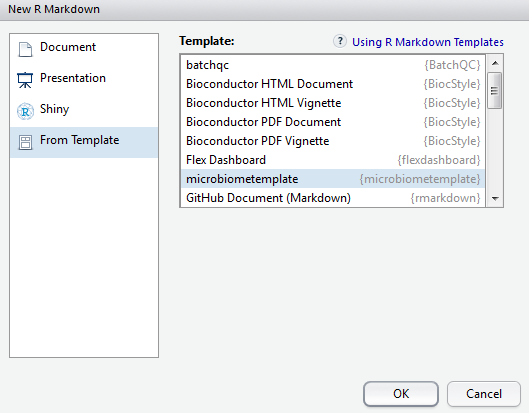 New R Markdown
Document
Presentation
Shiny
From Template
Template:
? Using R Markdown Templates
batchqc {BatchQC}
Bioconductor HTML Document {BiocStyle}
Bioconductor HTML Vignette {BiocStyle}
Bioconductor PDF Document {BiocStyle}
Bioconductor PDF Vignette {BiocStyle}
Flex Dashboard {flexdashboard}
microbiometemplate {microbiometemplate}
GitHub Document (Markdown) {rmarkdown}
OK Cancel